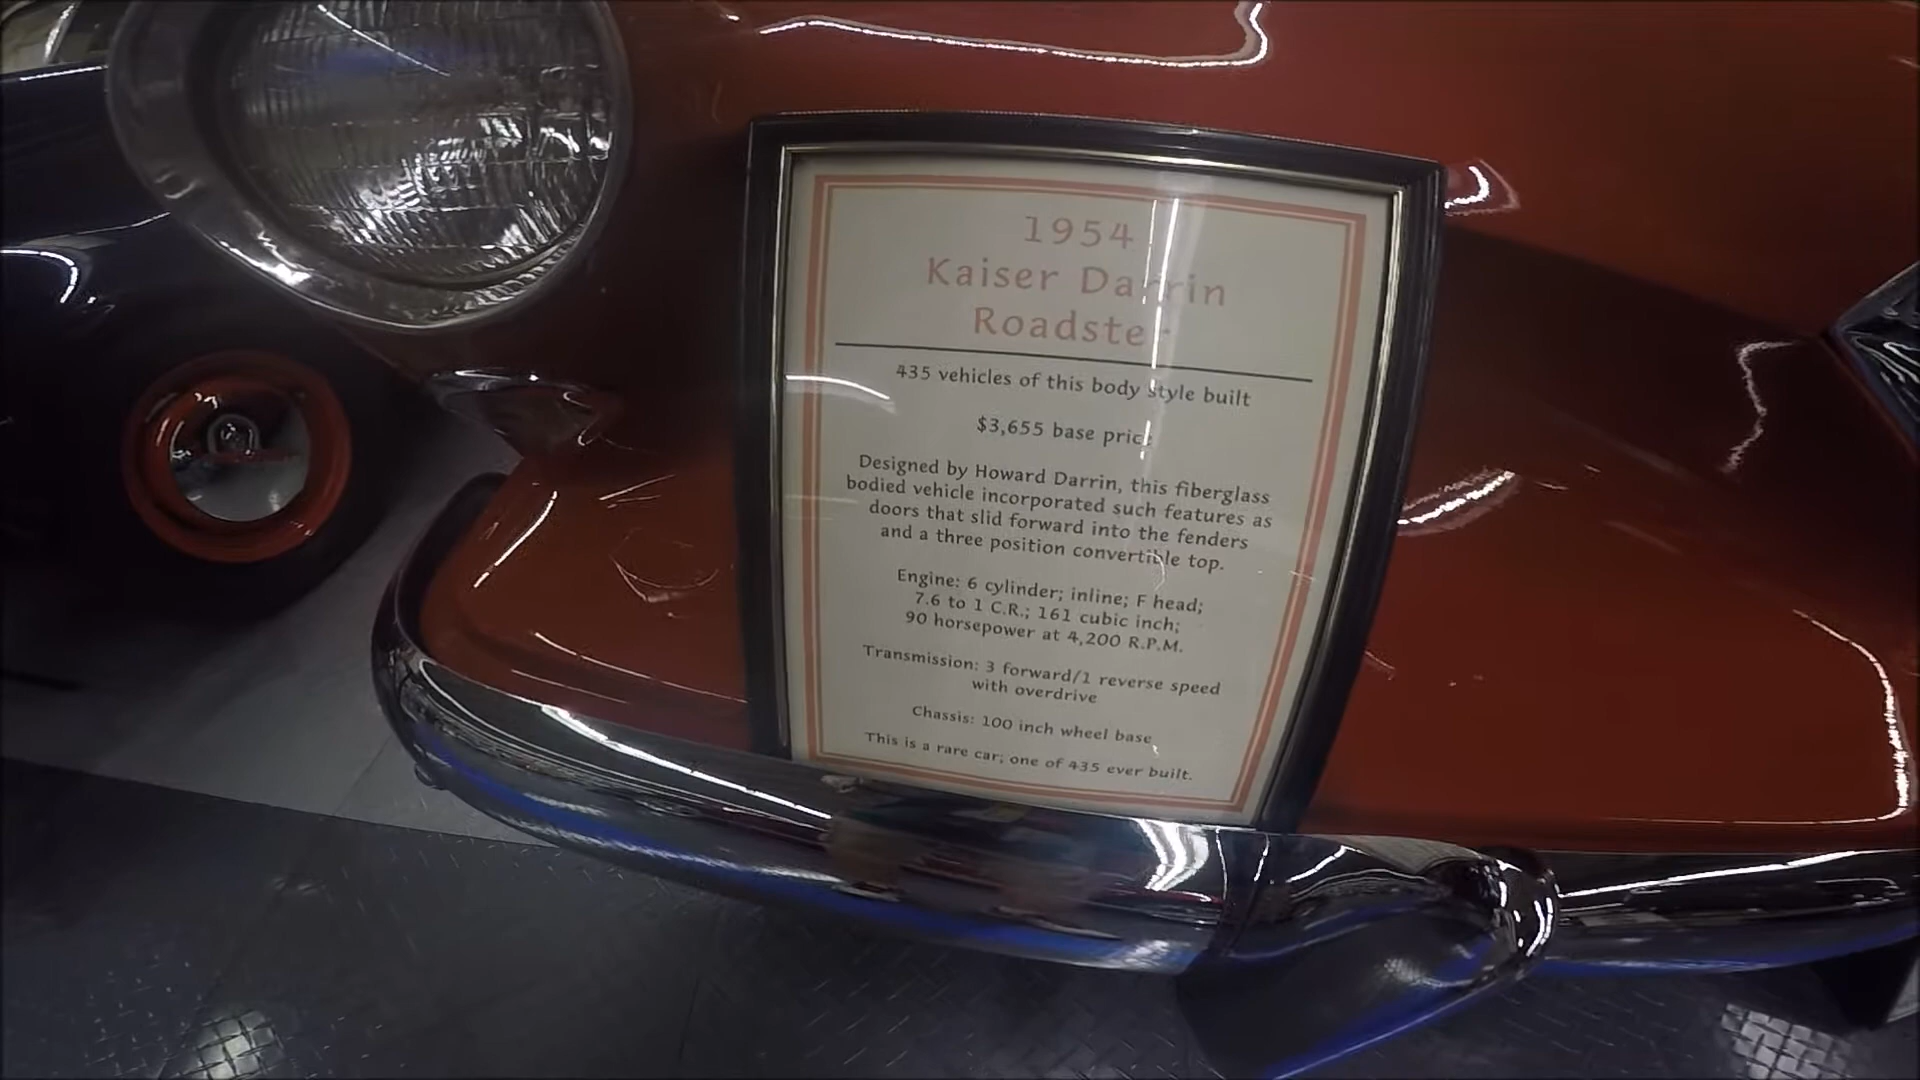 1954
Kaiser Darrin
Roadster
435 vehicles of this body style built
$3,655 base price
Designed by Howard Darrin, this fiberglass
bodied vehicle incorporated such features as
doors that slid forward into the fenders
and a three position convertible top.
Engine: 6 cylinder; inline; F head;
7.6 to 1 C.R.; 161 cubic inch;
90 horsepower at 4,200 R.P.M.
Transmission: 3 forward/1 reverse speed
with overdrive
Chassis: 100 inch wheel base
This is a rare car; one of 435 ever built.